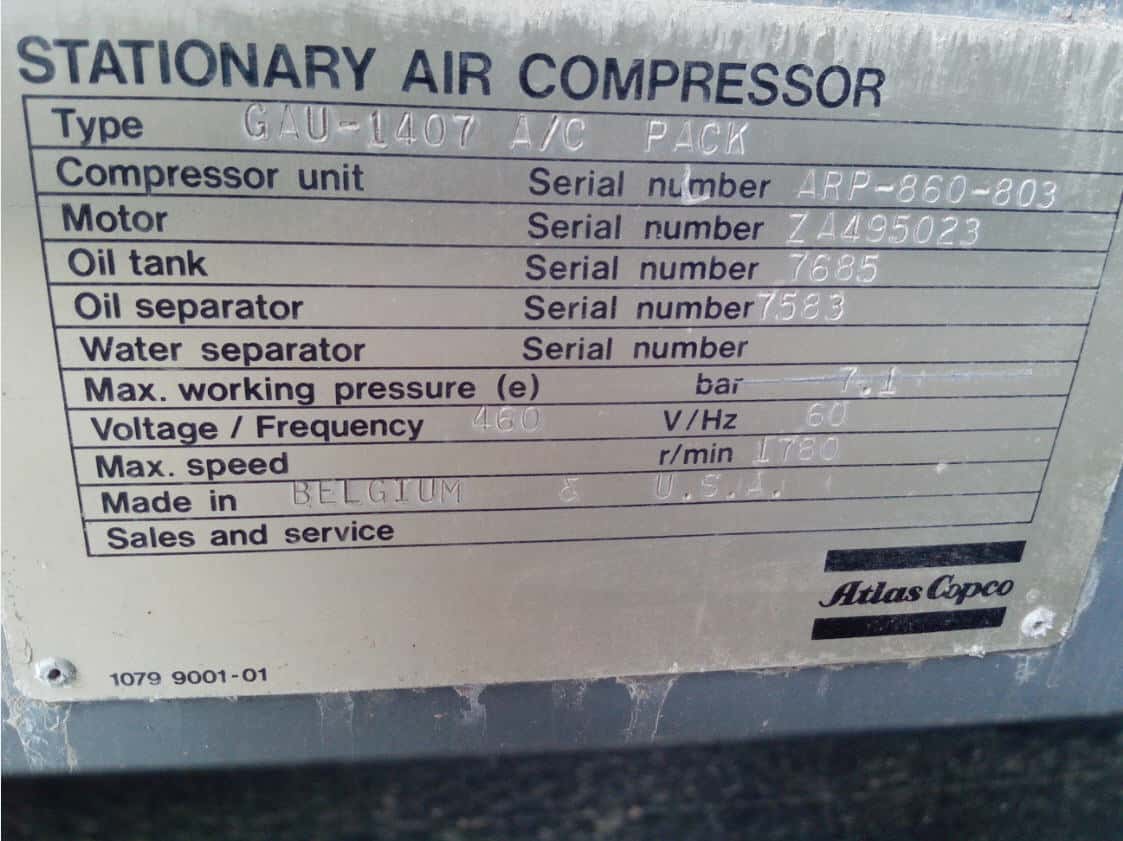 STATIONARY AIR COMPRESSOR
Type GAU-1407 A/C PACK
Compressor unit Serial number ARP-860-803
Motor Serial number ZA495023
Oil tank Serial number 7685
Oil separator Serial number 7583
Water separator Serial number
Max. working pressure (e) bar 7.1
Voltage / Frequency 460 V/Hz 60
Max. speed r/min 1780
Made in BELGIUM & U.S.A.
Sales and service
Atlas Copco
1079 9001-01